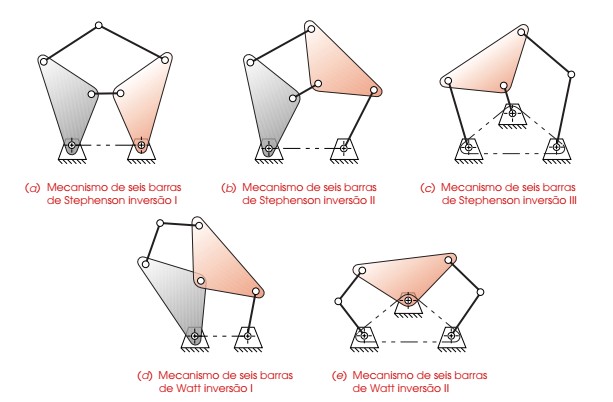 (a) Mecanismo de seis barras
de Stephenson inversão I
(b) Mecanismo de seis barras
de Stephenson inversão II
(c) Mecanismo de seis barras
de Stephenson inversão III
(d) Mecanismo de seis barras
de Watt inversão I
(e) Mecanismo de seis barras
de Watt inversão II